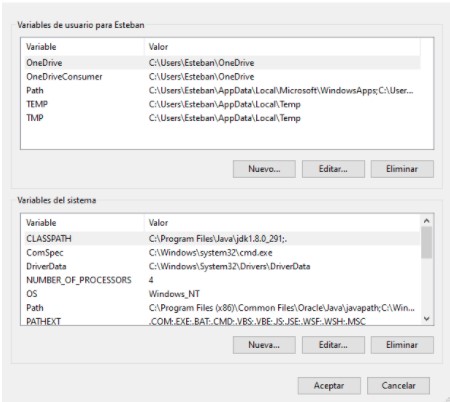 Variables de usuario para Esteban
Variable Valor
OneDrive C:\Users\Esteban\OneDrive
OneDriveConsumer C:\Users\Esteban\OneDrive
Path C:\Users\Esteban\AppData\Local\Microsoft\WindowsApps;C:\User...
TEMP C:\Users\Esteban\AppData\Local\Temp
TMP C:\Users\Esteban\AppData\Local\Temp
Nuevo... Editar... Eliminar
Variables del sistema
Variable Valor
CLASSPATH C:\Program Files\Java\jdk1.8.0_291;.
ComSpec C:\Windows\system32\cmd.exe
DriverData C:\Windows\System32\Drivers\DriverData
NUMBER_OF_PROCESSORS 4
OS Windows_NT
Path C:\Program Files (x86)\Common Files\Oracle\Java\javapath;C:\Win...
PATHEXT .COM;.EXE;.BAT;.CMD;.VBS;.VBE;.JS;.JSE;.WSF;.WSH;.MSC
Nueva... Editar... Eliminar
Aceptar Cancelar